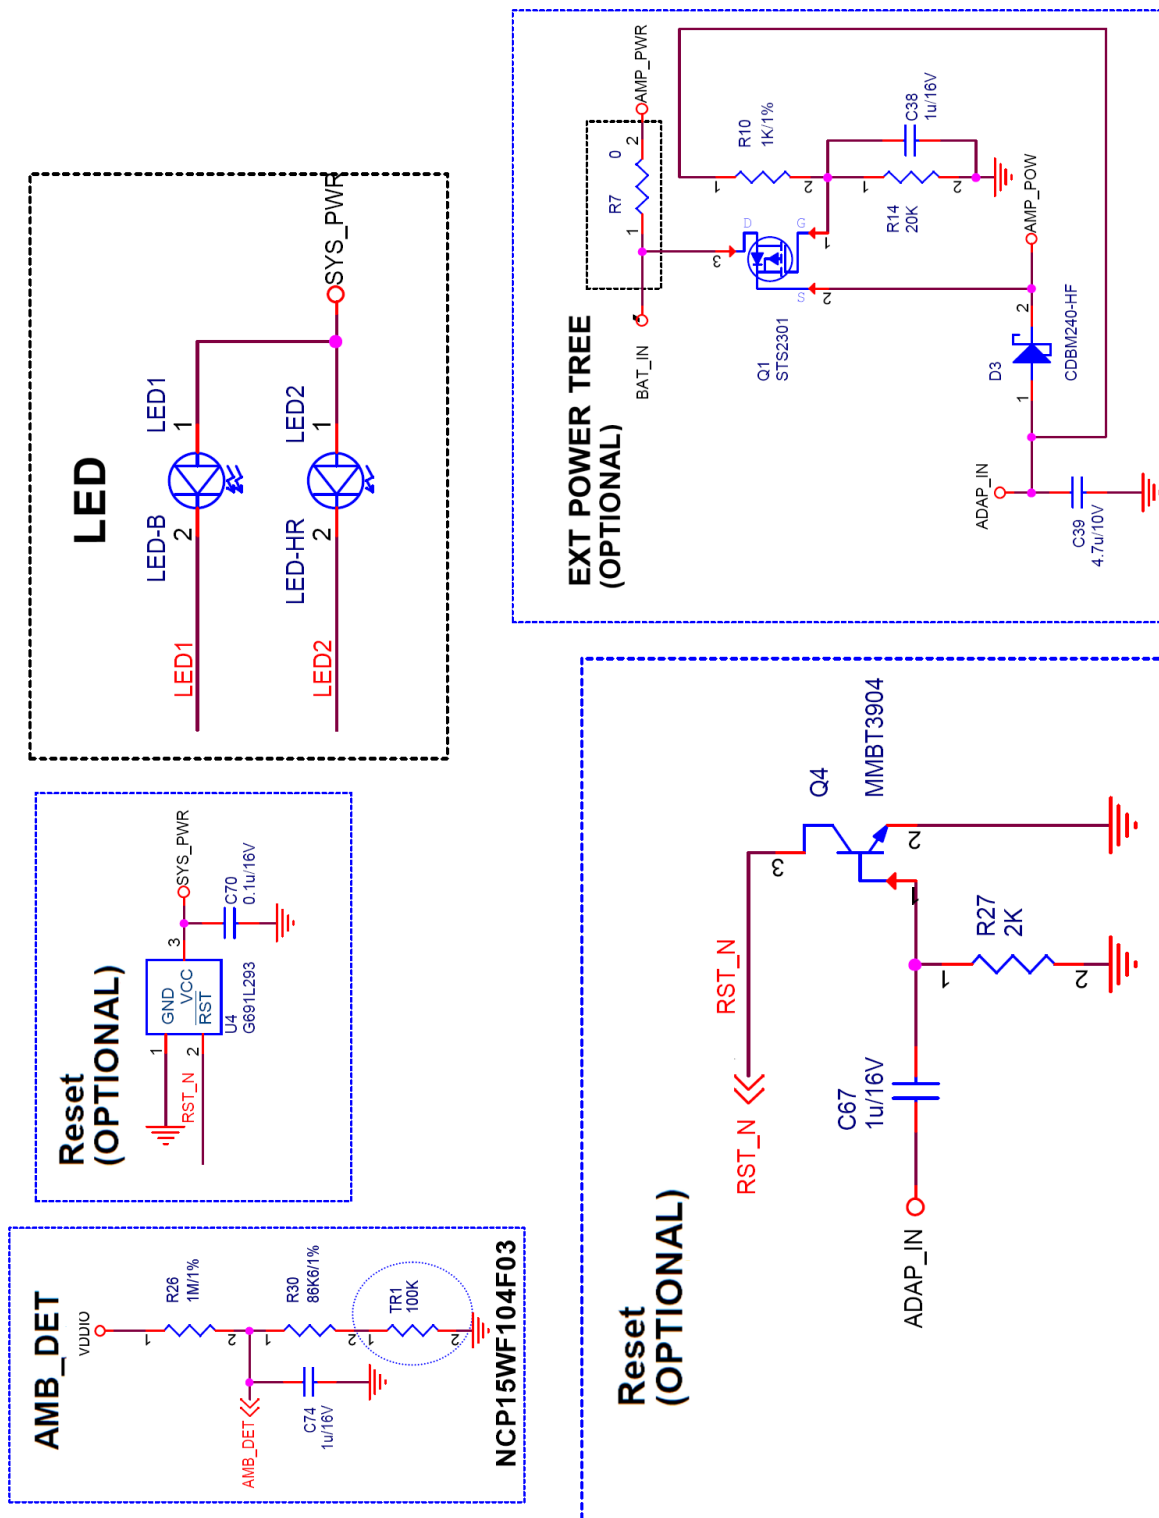 LED
LED1
LED-B
2
1
LED1
LED2
LED-HR
2
1
LED2
SYS_PWR
EXT POWER TREE
(OPTIONAL)
BAT_IN
R7
0
1
2
AMP_PWR
Q1
STS2301
D
G
S
3
1
2
R10
1K/1%
1
2
R14
20K
1
2
C38
1u/16V
AMP_POW
D3
CDBM240-HF
1
2
ADAP_IN
C39
4.7u/10V
Reset
(OPTIONAL)
RST_N
1
2
3
GND
VCC
RST
U4
G691L293
SYS_PWR
C70
0.1u/16V
AMB_DET
VDDIO
R26
1M/1%
1
2
R30
86K6/1%
1
2
TR1
100K
1
2
AMB_DET
C74
1u/16V
NCP15WF104F03
Reset
(OPTIONAL)
RST_N
RST_N
Q4
MMBT3904
3
1
2
R27
2K
1
2
C67
1u/16V
ADAP_IN